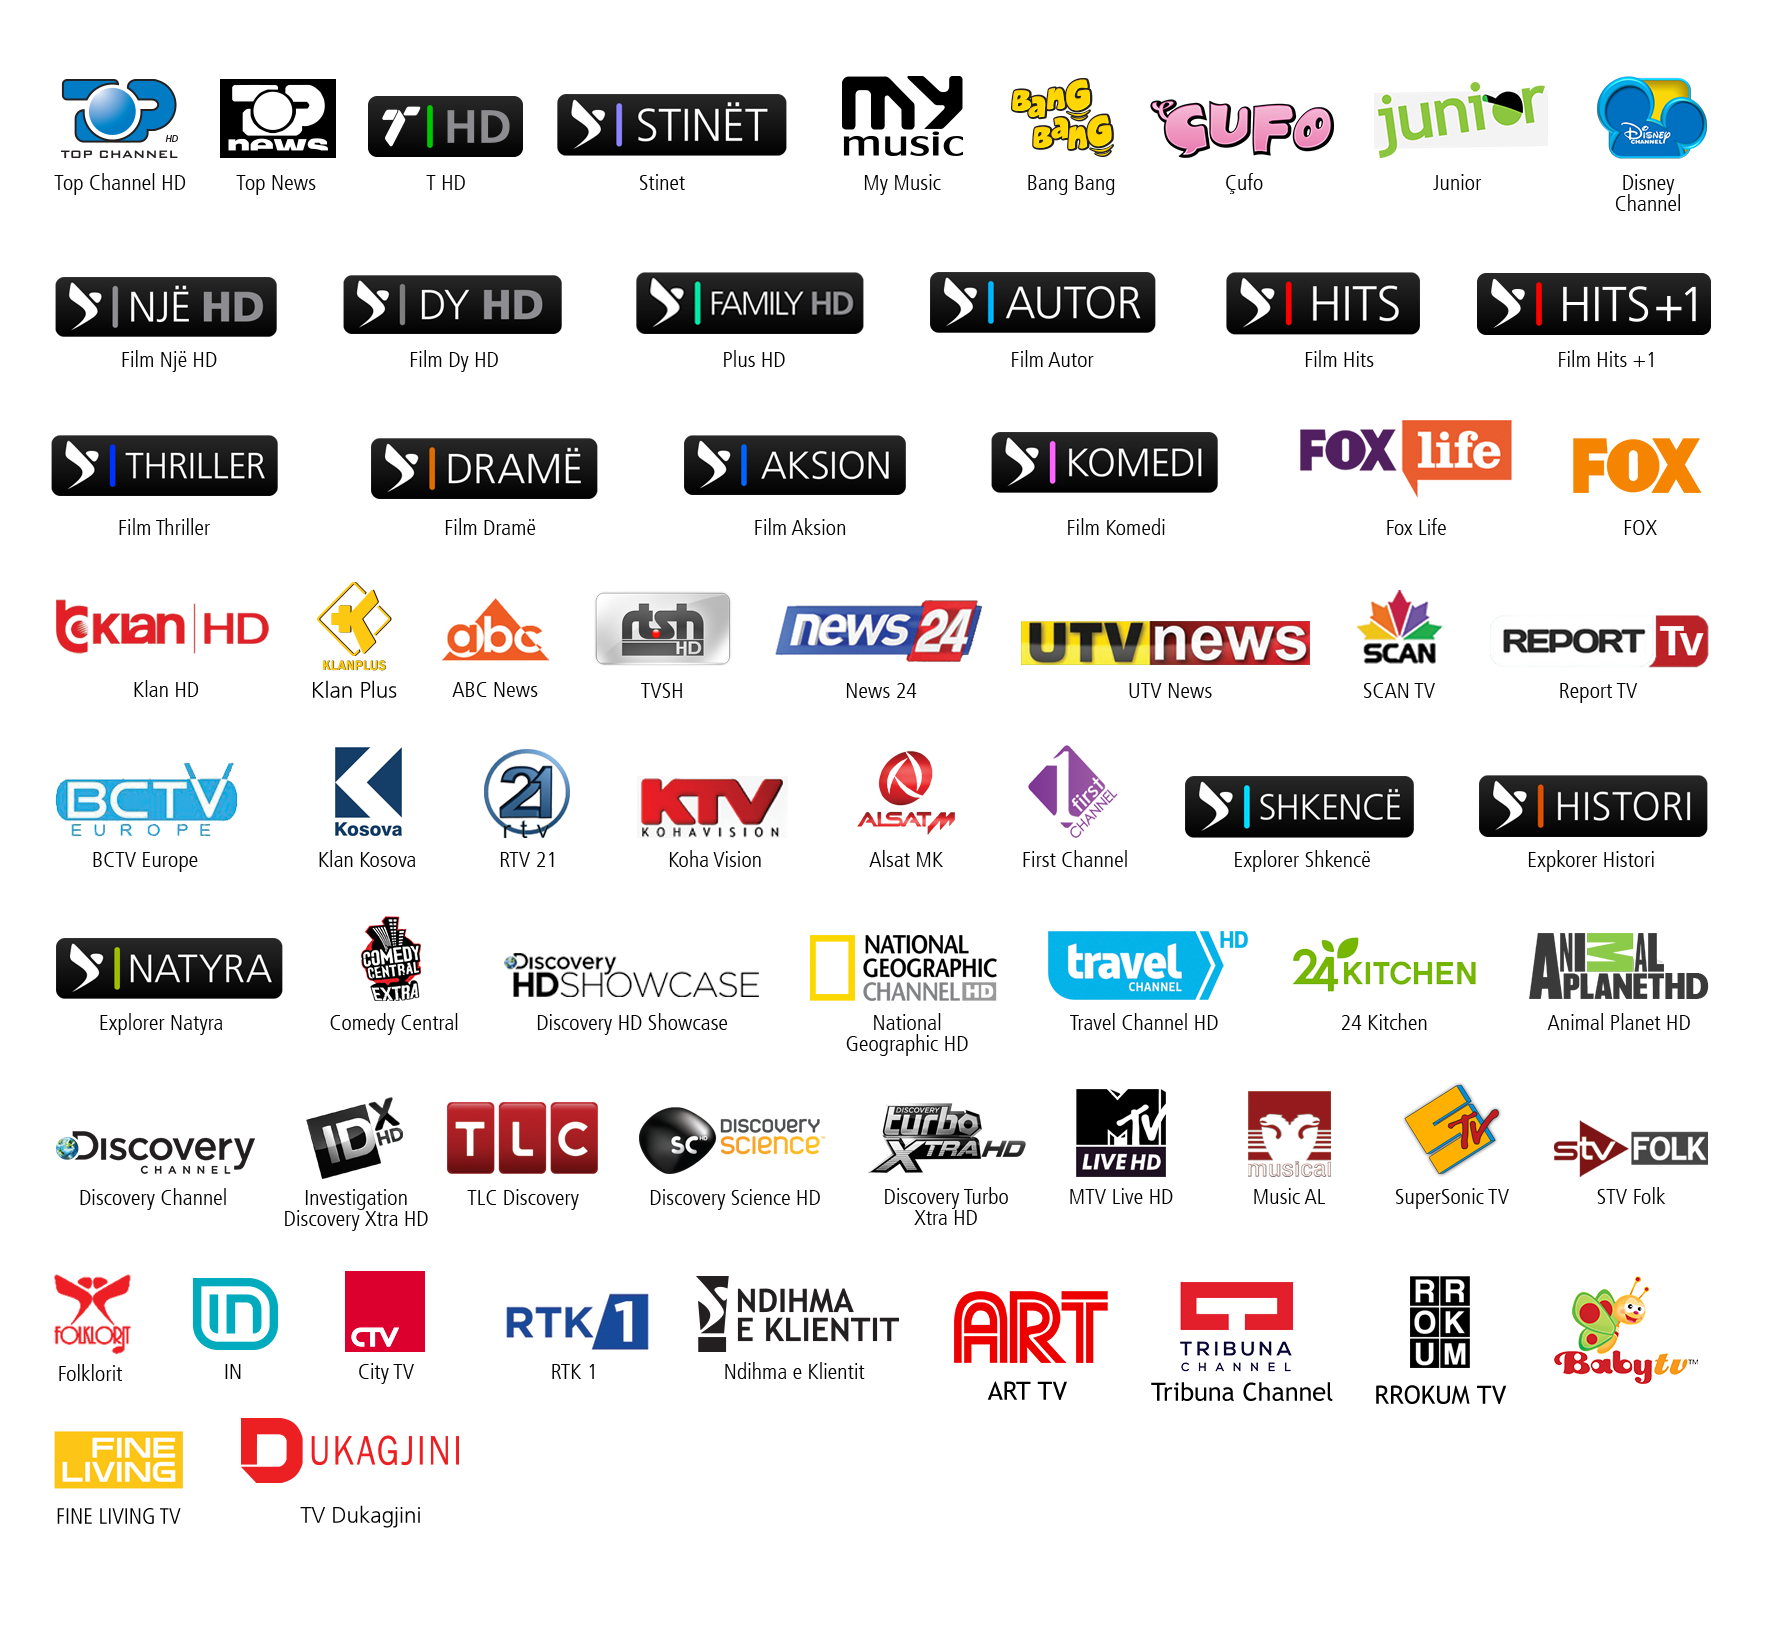 TOP HD
TOP CHANNEL
Top Channel HD
TOP
news
Top News
T HD
T HD
STINËT
Stinet
my
music
My Music
BANG
BANG
Bang Bang
ÇUFO
Çufo
junior
Junior
Disney
CHANNEL
Disney
Channel
NJË HD
Film Një HD
DY HD
Film Dy HD
FAMILY HD
Plus HD
AUTOR
Film Autor
HITS
Film Hits
HITS+1
Film Hits +1
THRILLER
Film Thriller
DRAMË
Film Dramë
AKSION
Film Aksion
KOMEDI
Film Komedi
FOX life
Fox Life
FOX
FOX
tv KLAN HD
Klan HD
KLANPLUS
Klan Plus
abc
ABC News
rtsh
HD
TVSH
news 24
News 24
UTV news
UTV News
SCAN
SCAN TV
REPORT Tv
Report TV
BCTV
EUROPE
BCTV Europe
K
Kosova
Klan Kosova
21
rtv
RTV 21
KTV
KOHAVISION
Koha Vision
ALSATM
Alsat MK
1
first
CHANNEL
First Channel
SHKENCË
Explorer Shkencë
HISTORI
Expkorer Histori
NATYRA
Explorer Natyra
COMEDY
CENTRAL
EXTRA
Comedy Central
Discovery
HDSHOWCASE
Discovery HD Showcase
NATIONAL
GEOGRAPHIC
CHANNEL HD
National
Geographic HD
travel HD
CHANNEL
Travel Channel HD
24KITCHEN
24 Kitchen
ANIMAL
PLANETHD
Animal Planet HD
Discovery
CHANNEL
Discovery Channel
ID X
HD
Investigation
Discovery Xtra HD
TLC
TLC Discovery
SC HD
DISCOVERY
SCIENCE
Discovery Science HD
DISCOVERY
turbo
XTRA HD
Discovery Turbo
Xtra HD
MTV
LIVE HD
MTV Live HD
musical
Music AL
STV
SuperSonic TV
stv FOLK
STV Folk
FOLKLORIT
Folklorit
IN
IN
CTV
City TV
RTK 1
RTK 1
NDIHMA
E KLIENTIT
Ndihma e Klientit
ART
ART TV
TRIBUNA
CHANNEL
Tribuna Channel
RR
OK
UM
RROKUM TV
Babytv™
FINE
LIVING
FINE LIVING TV
DUKAGJINI
TV Dukagjini